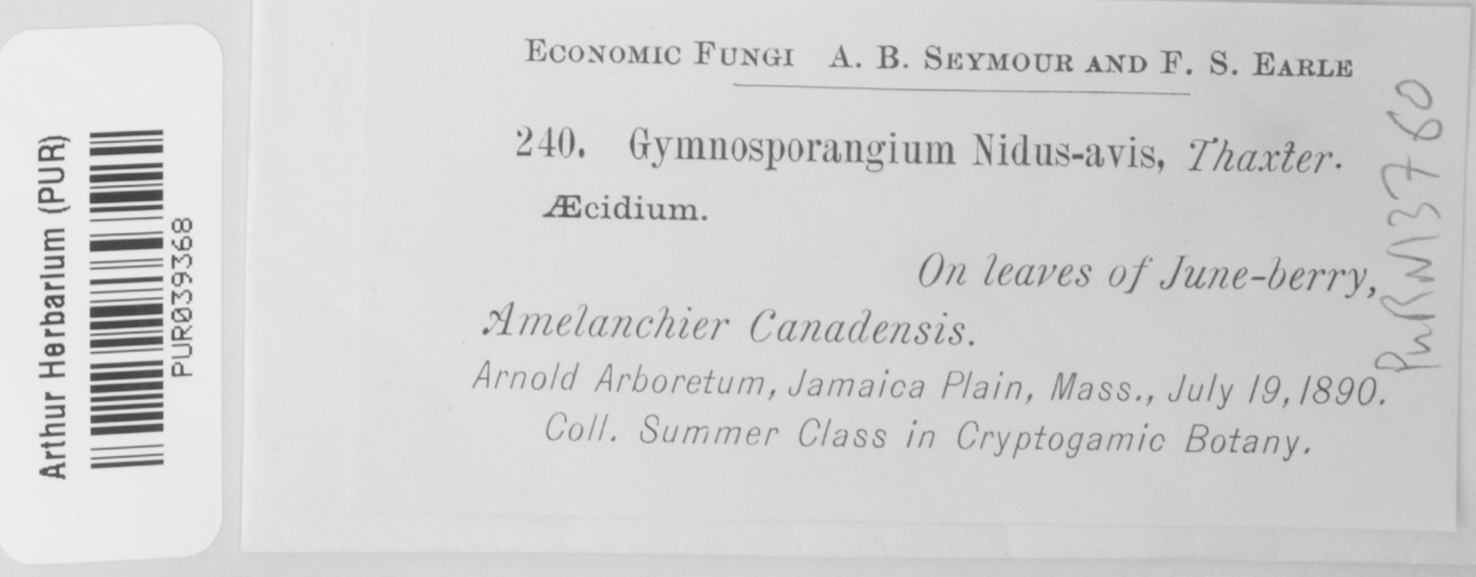 Arthur Herbarium (PUR)
PUR039368
ECONOMIC FUNGI A. B. SEYMOUR AND F. S. EARLE
240. Gymnosporangium Nidus-avis, Thaxter.
Æcidium.
On leaves of June-berry,
Amelanchier Canadensis.
Arnold Arboretum, Jamaica Plain, Mass., July 19, 1890.
Coll. Summer Class in Cryptogamic Botany.
PUR N13760